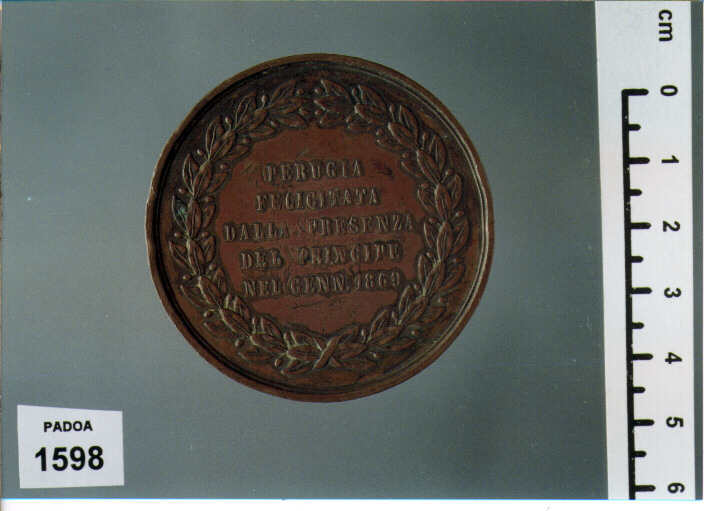 PERUGIA
FELICITATA
DALLA PRESENZA
DEL PRINCIPE
NEL GENN. 1869
PADOA
1598
cm
0
1
2
3
4
5
6